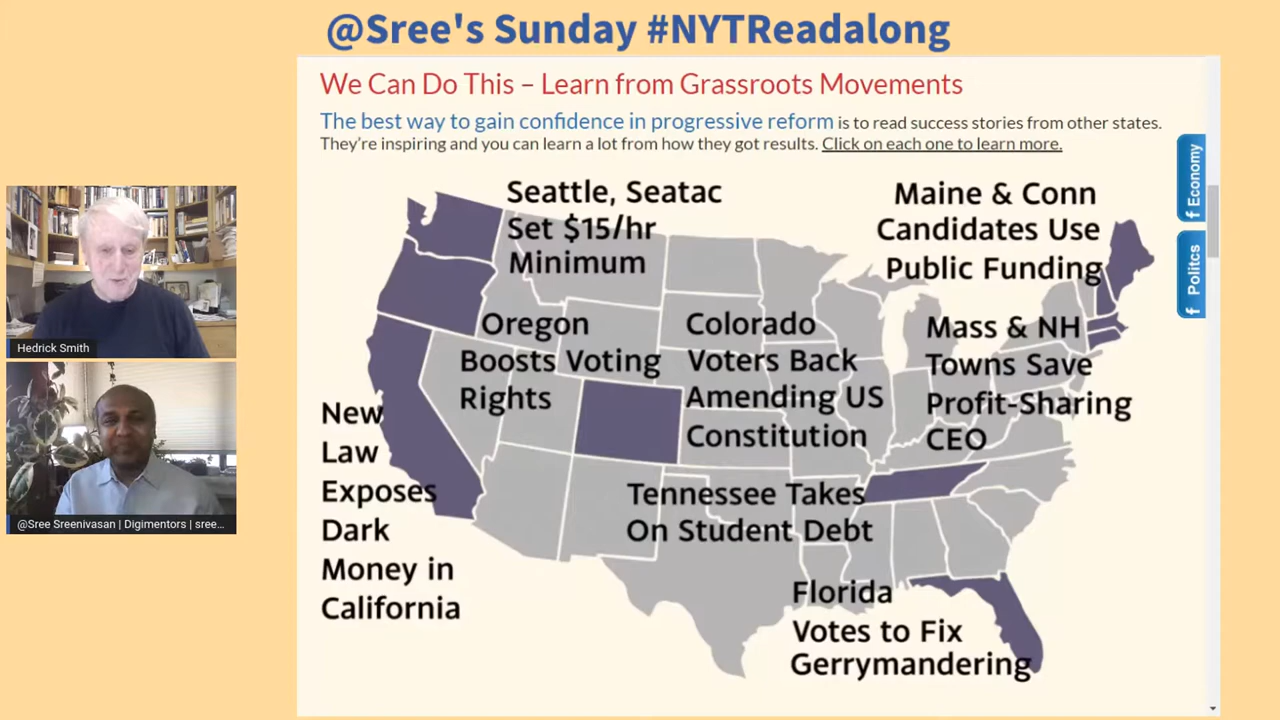 @Sree's Sunday #NYTReadalong
We Can Do This – Learn from Grassroots Movements
The best way to gain confidence in progressive reform is to read success stories from other states.
They're inspiring and you can learn a lot from how they got results. Click on each one to learn more.
Economy
Politcs
Seattle, Seatac
Set $15/hr
Minimum
Maine & Conn
Candidates Use
Public Funding
Oregon
Boosts Voting
Rights
Colorado
Voters Back
Amending US
Constitution
Mass & NH
Towns Save
Profit-Sharing
CEO
New
Law
Exposes
Dark
Money in
California
Tennessee Takes
On Student Debt
Florida
Votes to Fix
Gerrymandering
Hedrick Smith
@Sree Sreenivasan | Digimentors | sree...